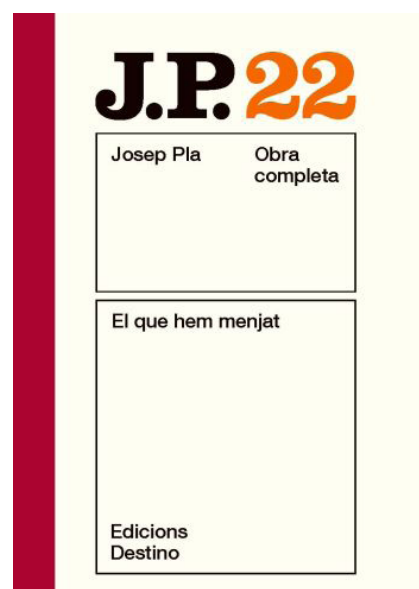 J.P.22
Josep Pla
Obra
completa
El que hem menjat
Edicions
Destino